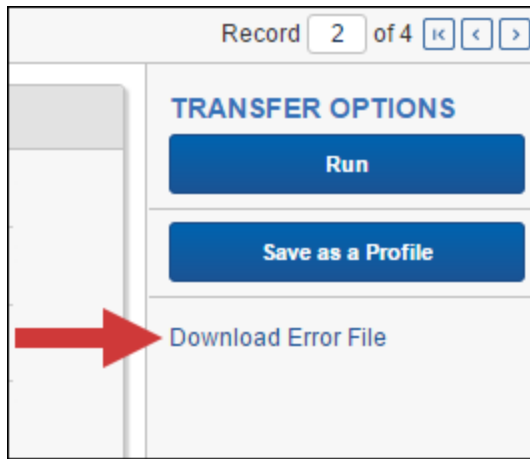 Record 2 of 4
TRANSFER OPTIONS
Run
Save as a Profile
Download Error File